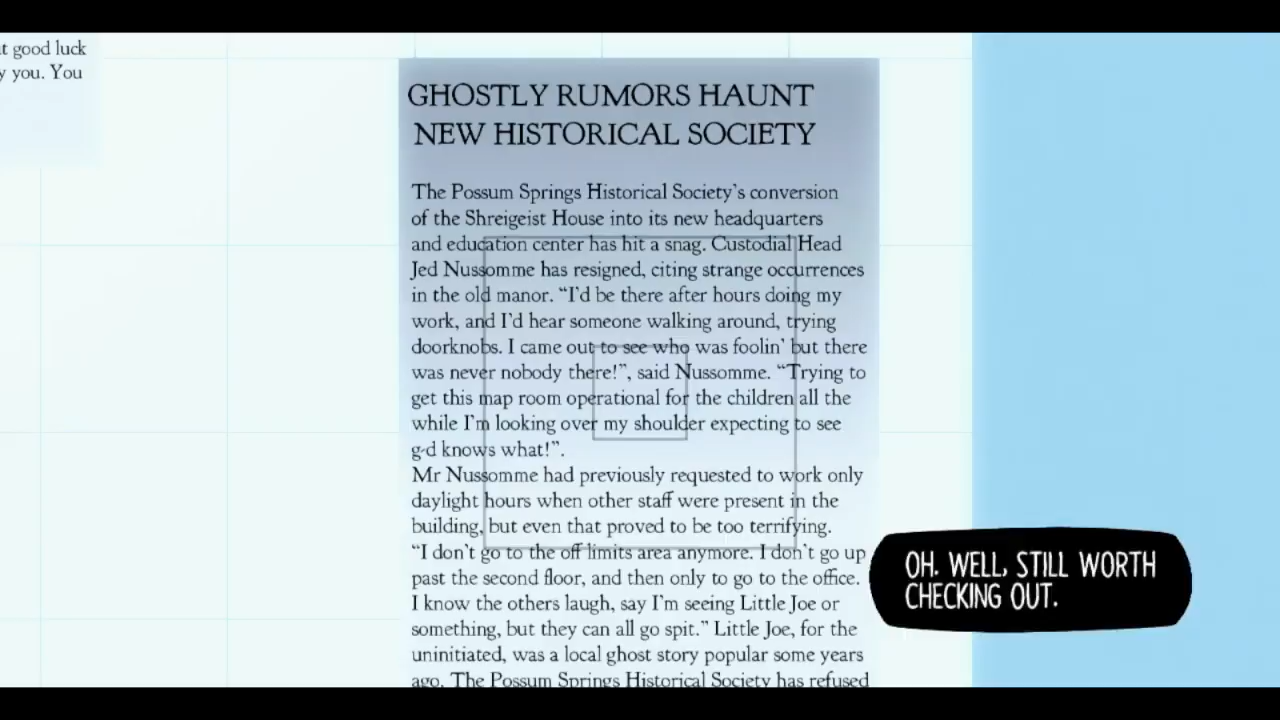 t good luck
y you. You
GHOSTLY RUMORS HAUNT
NEW HISTORICAL SOCIETY
The Possum Springs Historical Society's conversion
of the Shreigeist House into its new headquarters
and education center has hit a snag. Custodial Head
Jed Nussomme has resigned, citing strange occurrences
in the old manor. “I'd be there after hours doing my
work, and I'd hear someone walking around, trying
doorknobs. I came out to see who was foolin' but there
was never nobody there!”, said Nussomme. “Trying to
get this map room operational for the children all the
while I'm looking over my shoulder expecting to see
g-d knows what!”.
Mr Nussomme had previously requested to work only
daylight hours when other staff were present in the
building, but even that proved to be too terrifying.
“I don't go to the off limits area anymore. I don't go up
past the second floor, and then only to go to the office.
I know the others laugh, say I'm seeing Little Joe or
something, but they can all go spit.” Little Joe, for the
uninitiated, was a local ghost story popular some years
ago. The Possum Springs Historical Society has refused
OH. WELL, STILL WORTH
CHECKING OUT.